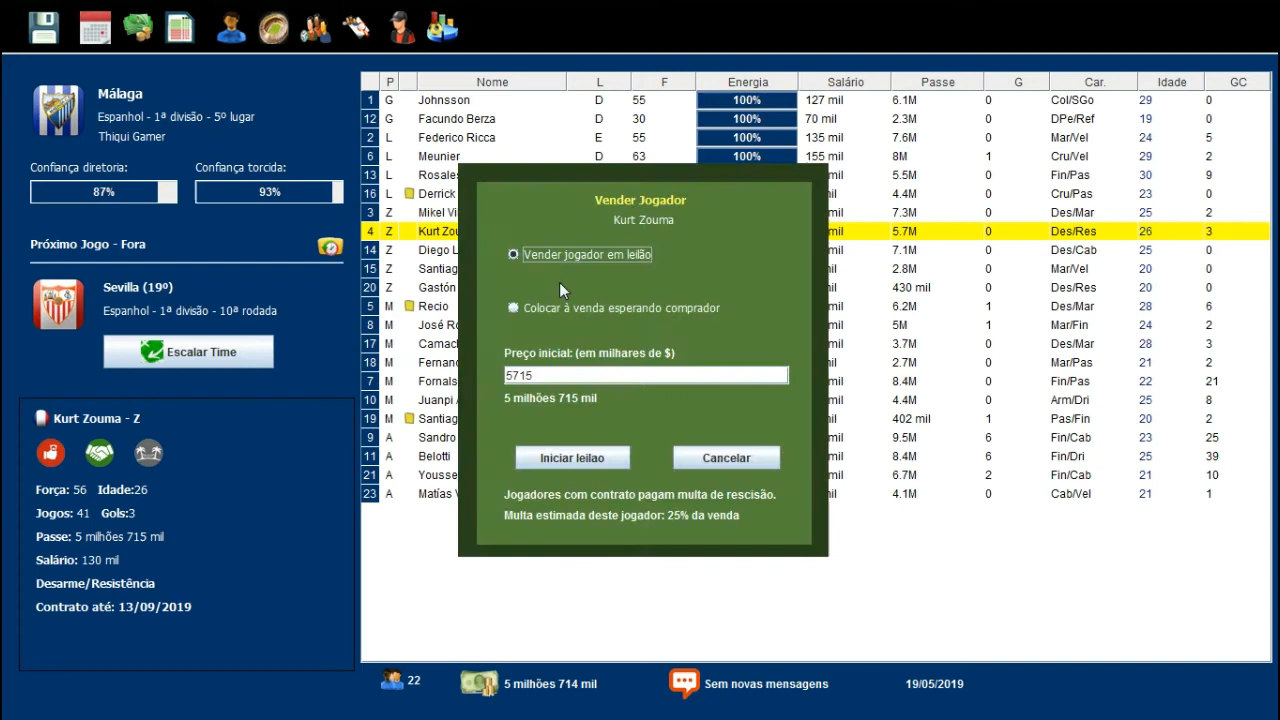 Málaga
Espanhol - 1ª divisão - 5º lugar
Thiqui Gamer
Confiança diretoria: Confiança torcida:
87% 93%
Próximo Jogo - Fora
Sevilla (19º)
Espanhol - 1ª divisão - 10ª rodada
Escalar Time
Kurt Zouma - Z
Força: 56 Idade:26
Jogos: 41 Gols:3
Passe: 5 milhões 715 mil
Salário: 130 mil
Desarme/Resistência
Contrato até: 13/09/2019
P Nome L F Energia Salário Passe G Car. Idade GC
1 G Johnsson D 55 100% 127 mil 6.1M 0 Col/SGo 29 0
12 G Facundo Berza D 30 100% 70 mil 2.3M 0 DPe/Ref 19 0
2 L Federico Ricca E 55 100% 135 mil 7.6M 0 Mar/Vel 24 5
6 L Meunier D 63 100% 155 mil 8M 1 Cru/Vel 29 2
13 L Rosales mil 5.5M 0 Fin/Pas 30 9
16 L Derrick mil 4.4M 0 Cru/Pas 23 0
3 Z Mikel mil 7.3M 0 Des/Mar 25 2
4 Z Kurt mil 5.7M 0 Des/Res 26 3
14 Z Diego mil 7.1M 0 Des/Cab 25 0
15 Z Santiag mil 2.8M 0 Mar/Vel 20 0
20 Z Gastón mil 430 mil 0 Des/Res 20 0
5 M Recio mil 6.2M 1 Des/Mar 28 6
8 M José mil 5M 1 Mar/Fin 24 2
17 M Camac mil 3.7M 0 Des/Mar 28 3
18 M Fernan mil 2.7M 0 Mar/Pas 21 2
7 M Fornals mil 8.4M 0 Fin/Pas 22 21
10 M Juanpi mil 4.4M 0 Arm/Dri 25 8
19 M Santiag mil 402 mil 1 Pas/Fin 20 2
9 A Sandro mil 9.5M 6 Fin/Cab 23 25
11 A Belotti mil 8.4M 6 Fin/Dri 25 39
21 A Yousse mil 6.7M 2 Fin/Cab 21 10
23 A Matías mil 4.1M 0 Cab/Vel 21 1
Vender Jogador
Kurt Zouma
Vender jogador em leilão
Colocar à venda esperando comprador
Preço inicial: (em milhares de $)
5715
5 milhões 715 mil
Iniciar leilao Cancelar
Jogadores com contrato pagam multa de rescisão.
Multa estimada deste jogador: 25% da venda
22 5 milhões 714 mil Sem novas mensagens 19/05/2019